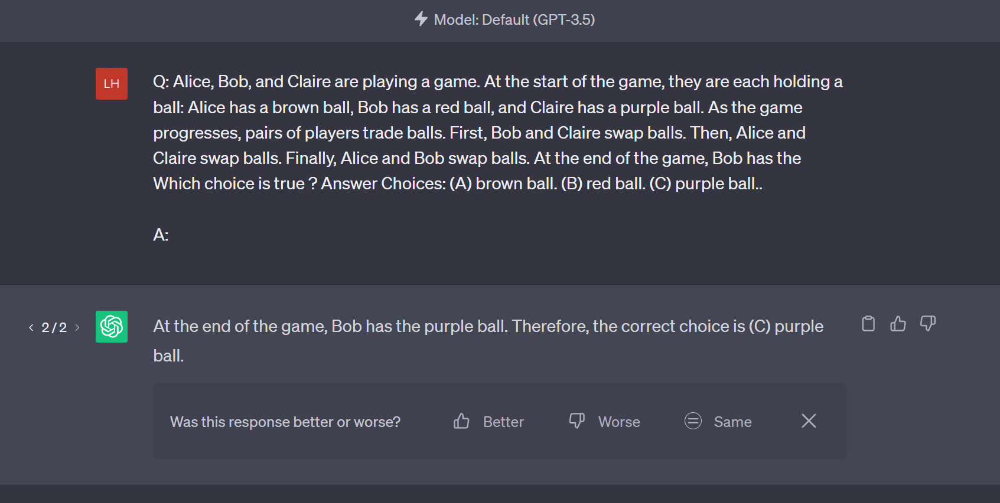 Model: Default (GPT-3.5)
LH
Q: Alice, Bob, and Claire are playing a game. At the start of the game, they are each holding a
ball: Alice has a brown ball, Bob has a red ball, and Claire has a purple ball. As the game
progresses, pairs of players trade balls. First, Bob and Claire swap balls. Then, Alice and
Claire swap balls. Finally, Alice and Bob swap balls. At the end of the game, Bob has the
Which choice is true ? Answer Choices: (A) brown ball. (B) red ball. (C) purple ball..
A:
2 / 2
At the end of the game, Bob has the purple ball. Therefore, the correct choice is (C) purple
ball.
Was this response better or worse? Better Worse Same